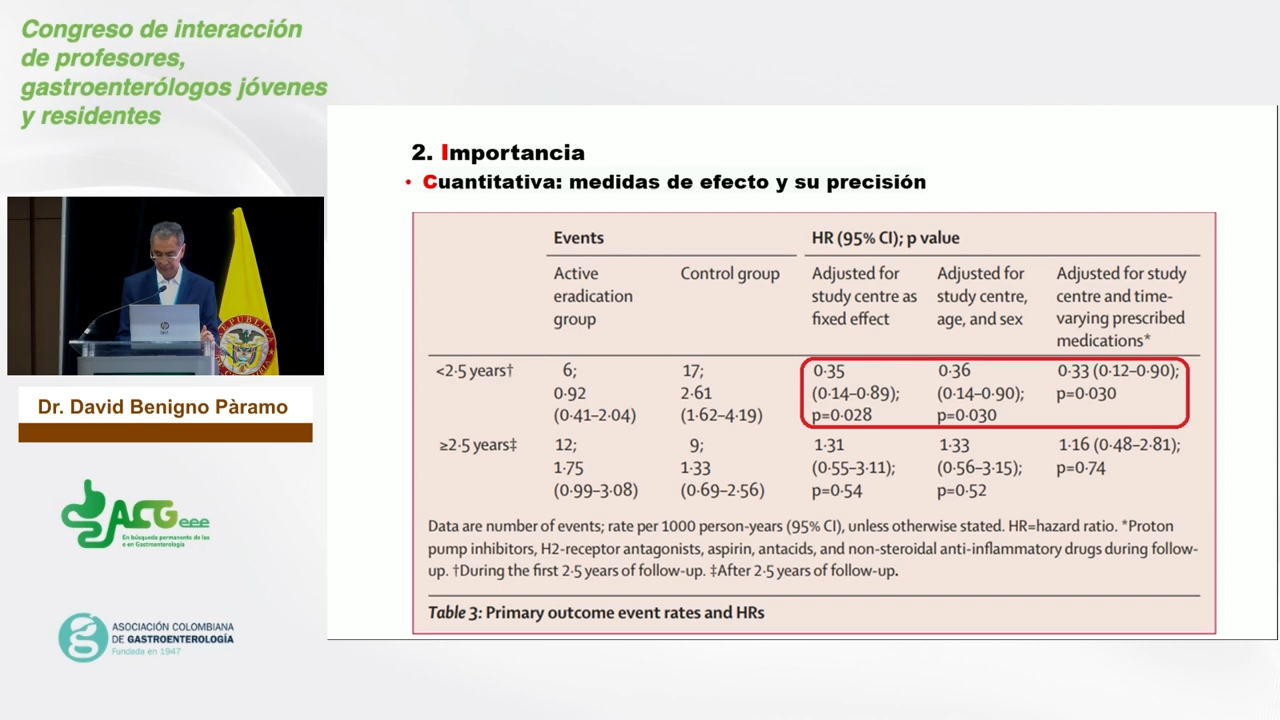 Congreso de interacción
de profesores,
gastroenterólogos jóvenes
y residentes
Dr. David Benigno Pàramo
ACGeee
En búsqueda permanente de las
e en Gastroenterología
ASOCIACIÓN COLOMBIANA
DE GASTROENTEROLOGÍA
Fundada en 1947
2. Importancia
• Cuantitativa: medidas de efecto y su precisión
Events HR (95% CI); p value
Active Control group Adjusted for Adjusted for Adjusted for study
eradication study centre as study centre, centre and time-
group fixed effect age, and sex varying prescribed
medications*
<2·5 years† 6; 17; 0·35 0·36 0·33 (0·12–0·90);
0·92 2·61 (0·14–0·89); (0·14–0·90); p=0·030
(0·41–2·04) (1·62–4·19) p=0·028 p=0·030
≥2·5 years‡ 12; 9; 1·31 1·33 1·16 (0·48–2·81);
1·75 1·33 (0·55–3·11); (0·56–3·15); p=0·74
(0·99–3·08) (0·69–2·56) p=0·54 p=0·52
Data are number of events; rate per 1000 person-years (95% CI), unless otherwise stated. HR=hazard ratio. *Proton
pump inhibitors, H2-receptor antagonists, aspirin, antacids, and non-steroidal anti-inflammatory drugs during follow-
up. †During the first 2·5 years of follow-up. ‡After 2·5 years of follow-up.
Table 3: Primary outcome event rates and HRs